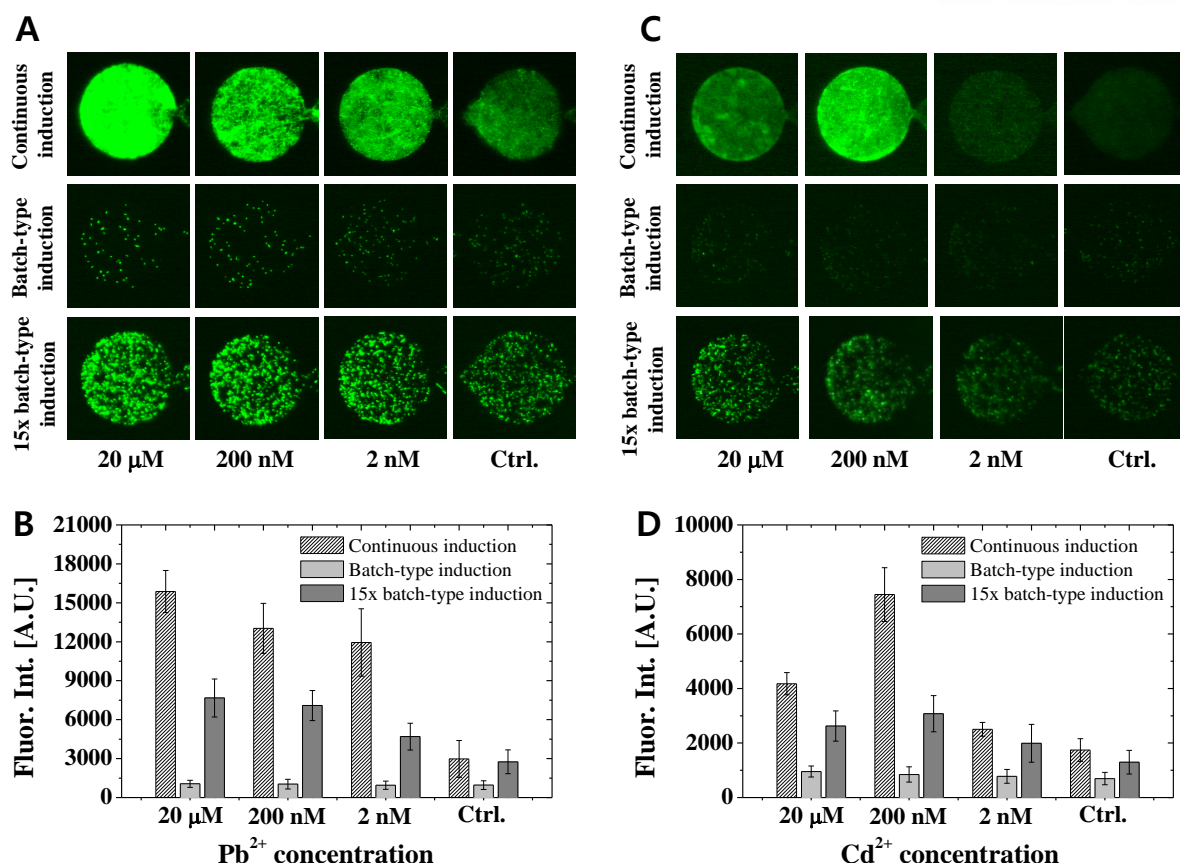 A
Continuous induction
Batch-type induction
15x batch-type induction
20 μM 200 nM 2 nM Ctrl.
B
21000
18000
15000
12000
9000
6000
3000
0
Fluor. Int. [A.U.]
Continuous induction
Batch-type induction
15x batch-type induction
20 μM 200 nM 2 nM Ctrl.
Pb2+ concentration
C
Continuous induction
Batch-type induction
15x batch-type induction
20 μM 200 nM 2 nM Ctrl.
D
10000
8000
6000
4000
2000
0
Fluor. Int. [A.U.]
Continuous induction
Batch-type induction
15x batch-type induction
20 μM 200 nM 2 nM Ctrl.
Cd2+ concentration